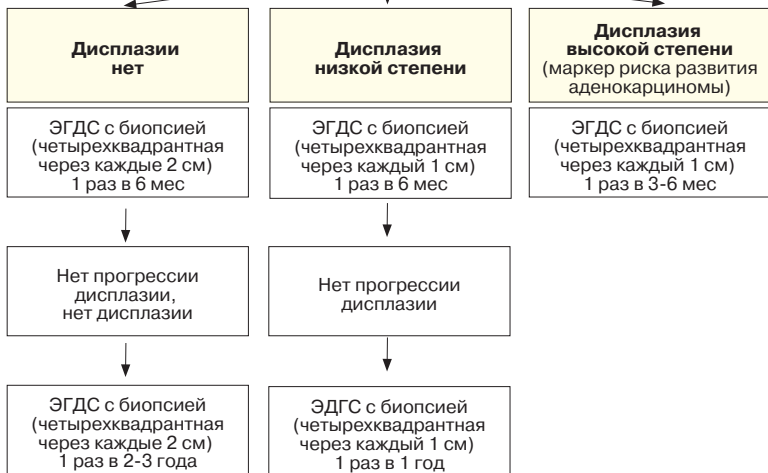 Дисплазии
нет
Дисплазия
низкой степени
Дисплазия
высокой степени
(маркер риска развития
аденокарциномы)
ЭГДС с биопсией
(четырехквадрантная
через каждые 2 см)
1 раз в 6 мес
ЭГДС с биопсией
(четырехквадрантная
через каждый 1 см)
1 раз в 6 мес
ЭГДС с биопсией
(четырехквадрантная
через каждый 1 см)
1 раз в 3-6 мес
Нет прогрессии
дисплазии,
нет дисплазии
Нет прогрессии
дисплазии
ЭГДС с биопсией
(четырехквадрантная
через каждые 2 см)
1 раз в 2-3 года
ЭДГС с биопсией
(четырехквадрантная
через каждый 1 см)
1 раз в 1 год